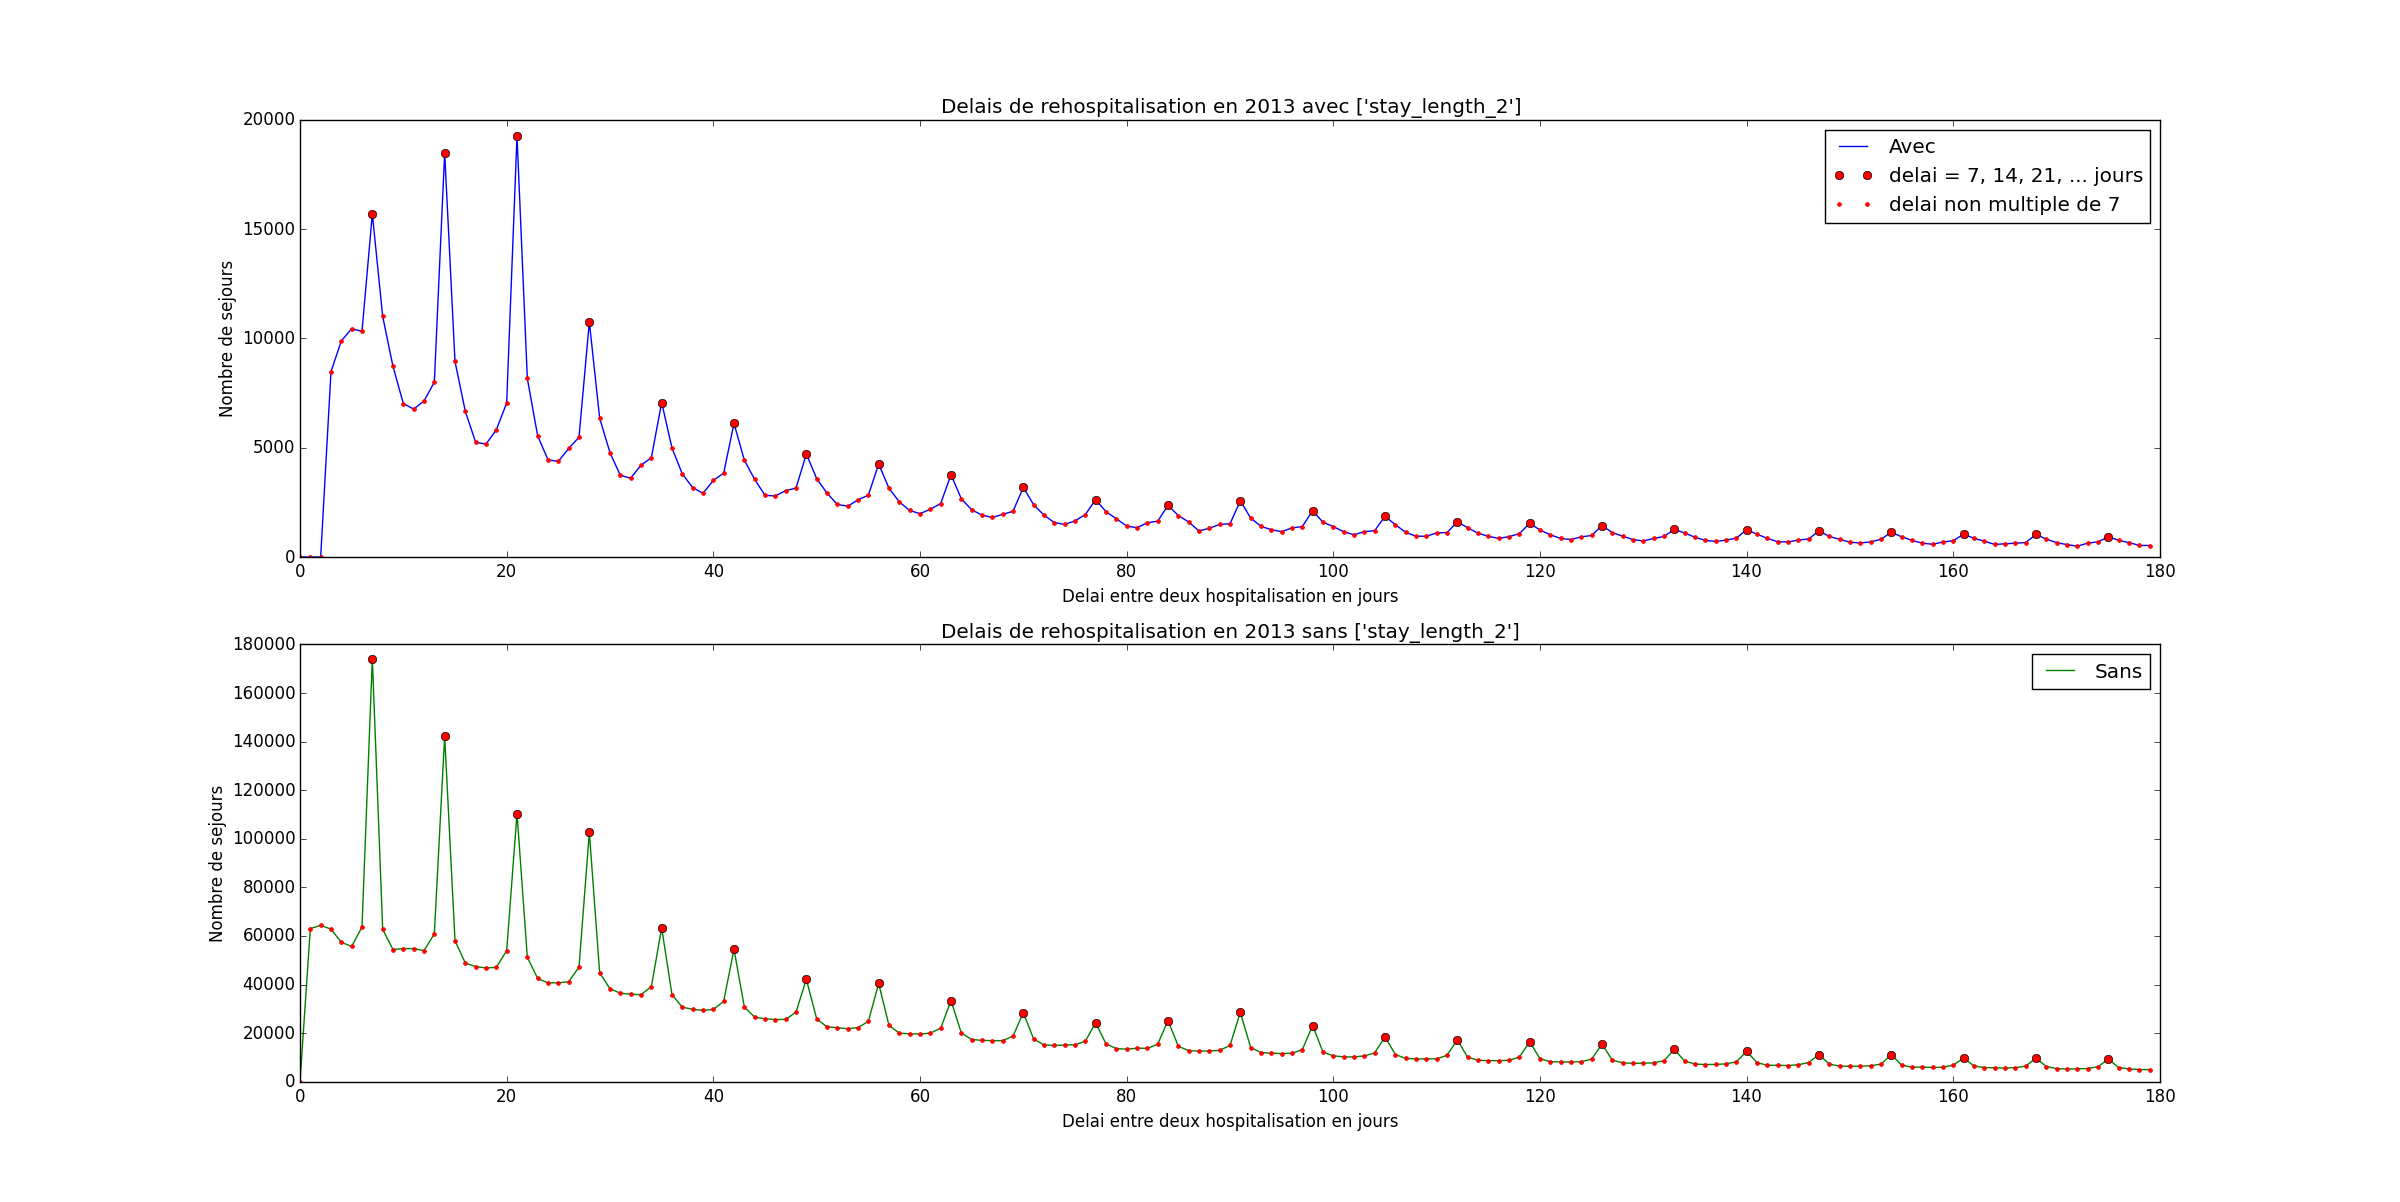 Delais de rehospitalisation en 2013 avec ['stay_length_2']
20000
15000
10000
5000
0
Nombre de sejours
Avec
delai = 7, 14, 21, ... jours
delai non multiple de 7
0 20 40 60 80 100 120 140 160 180
Delai entre deux hospitalisation en jours
Delais de rehospitalisation en 2013 sans ['stay_length_2']
180000
160000
140000
120000
100000
80000
60000
40000
20000
0
Nombre de sejours
Sans
0 20 40 60 80 100 120 140 160 180
Delai entre deux hospitalisation en jours